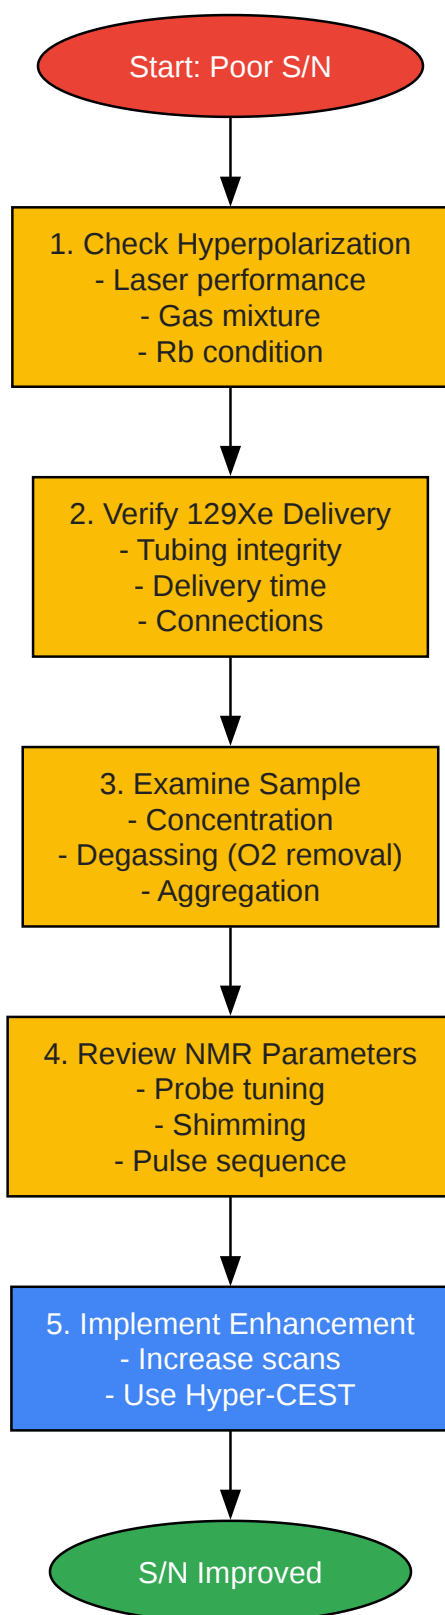 Start: Poor S/N
1. Check Hyperpolarization
- Laser performance
- Gas mixture
- Rb condition
2. Verify 129Xe Delivery
- Tubing integrity
- Delivery time
- Connections
3. Examine Sample
- Concentration
- Degassing (O2 removal)
- Aggregation
4. Review NMR Parameters
- Probe tuning
- Shimming
- Pulse sequence
5. Implement Enhancement
- Increase scans
- Use Hyper-CEST
S/N Improved